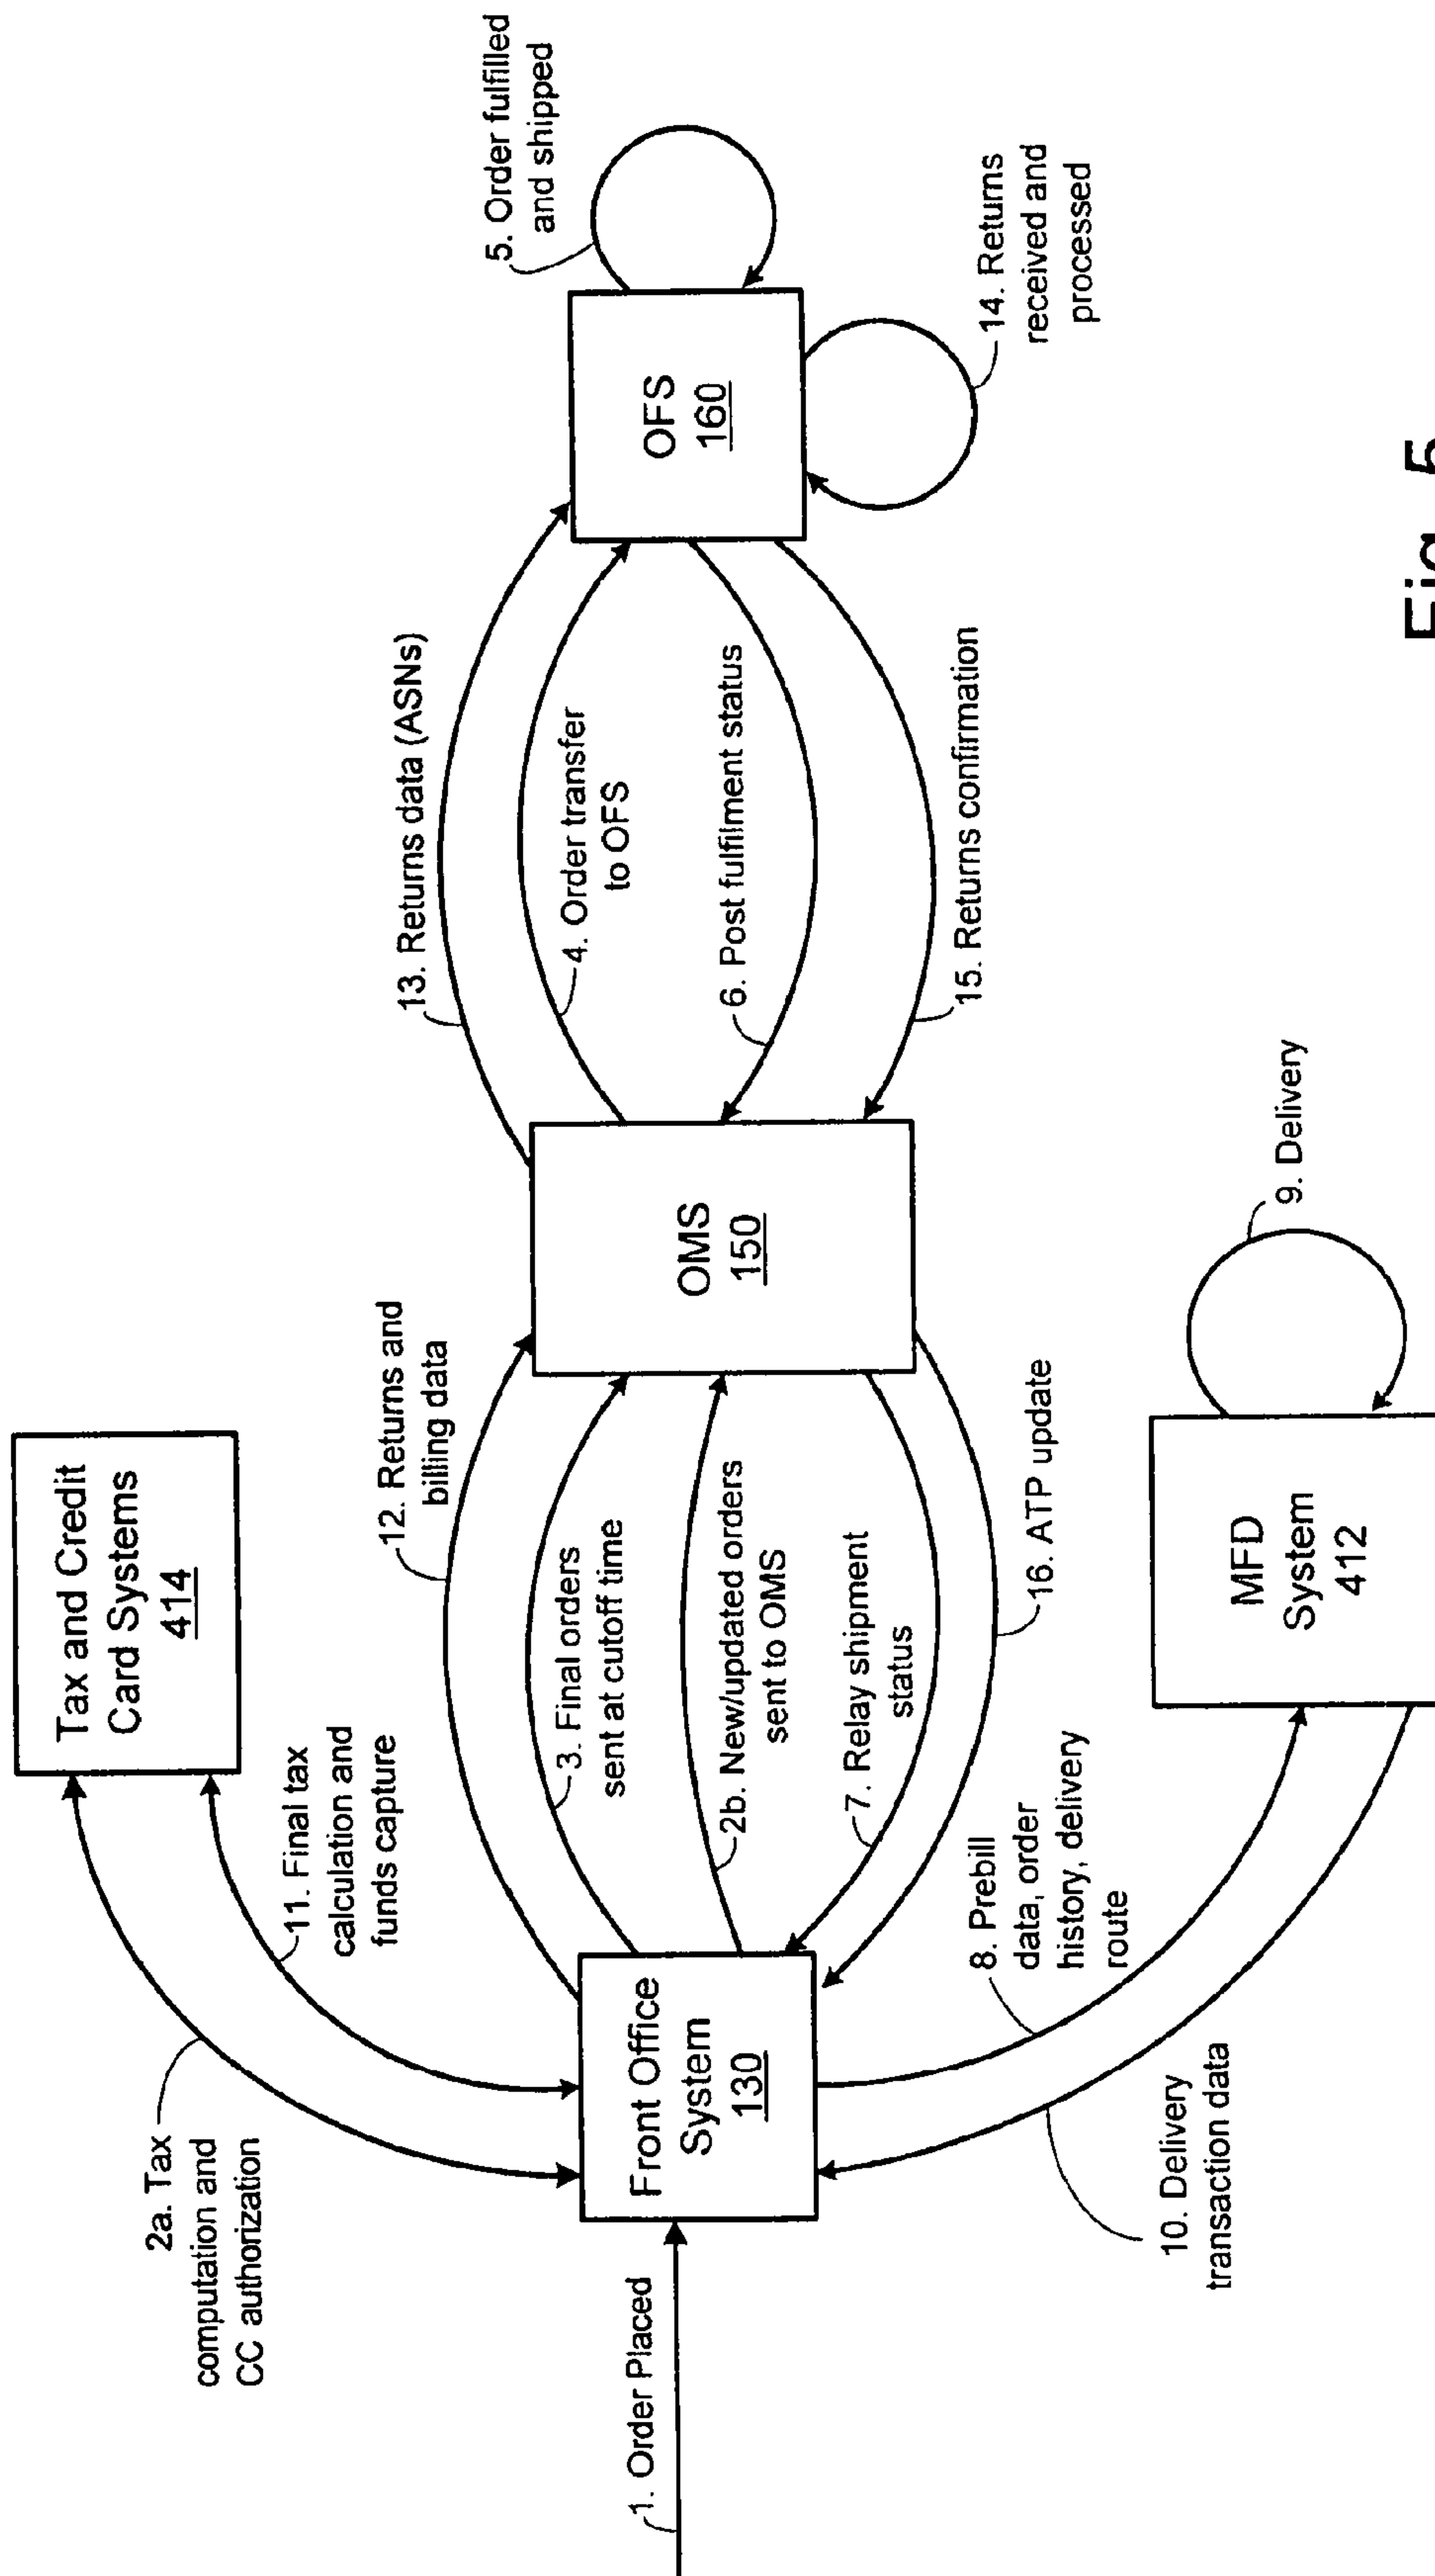 Tax and Credit
Card Systems
414
2a. Tax
computation and
CC authorization
11. Final tax
calculation and
funds capture
12. Returns and
billing data
13. Returns data (ASNs)
3. Final orders
sent at cutoff time
4. Order transfer
to OFS
5. Order fulfilled
and shipped
1. Order Placed
Front Office
System
130
2b. New/updated orders
sent to OMS
OMS
150
6. Post fulfilment status
OFS
160
7. Relay shipment
status
15. Returns confirmation
14. Returns
received and
processed
16. ATP update
8. Prebill
data, order
history, delivery
route
10. Delivery
transaction data
MFD
System
412
9. Delivery
Fig. 5